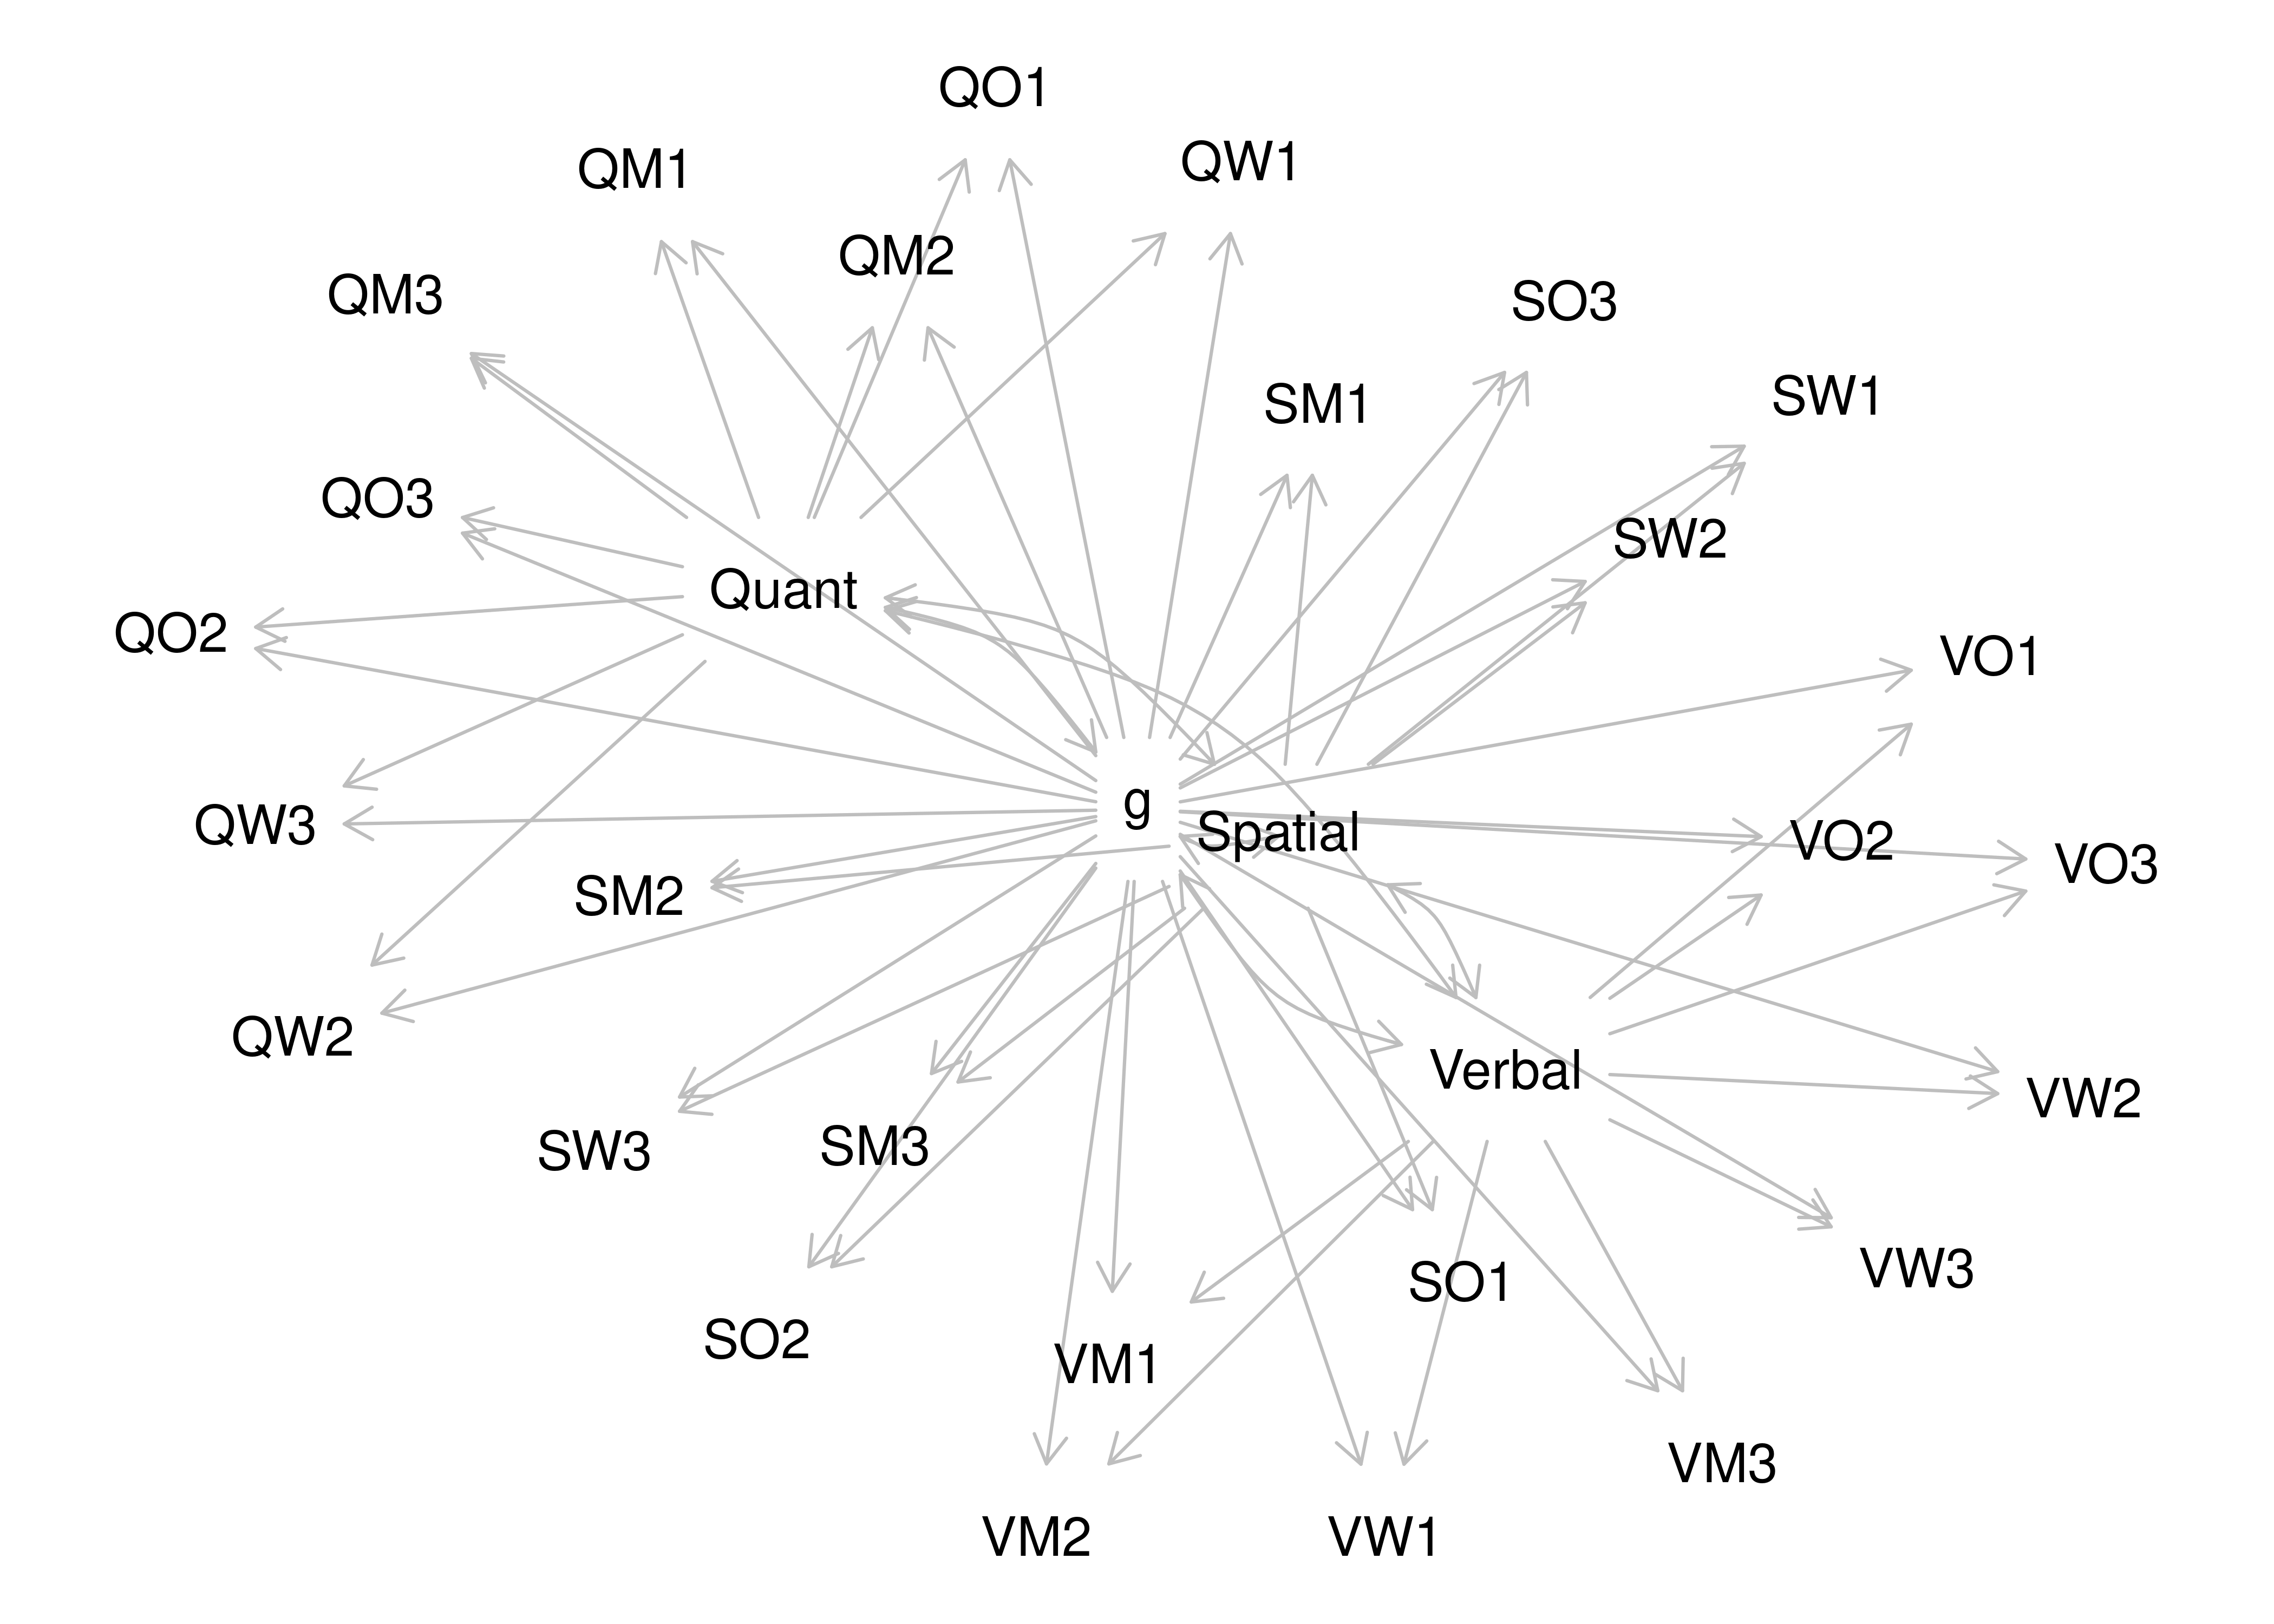 QO1
QW1
QM1
QM2
QM3
SO3
SW1
SM1
QO3
SW2
Quant
QO2
VO1
g
QW3
Spatial
VO2
VO3
SM2
QW2
Verbal
VW2
SW3
SM3
VW3
SO1
SO2
VM1
VM3
VM2
VW1